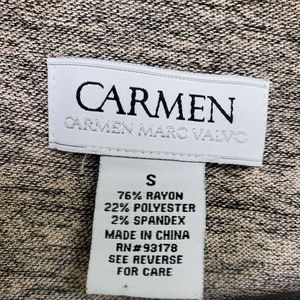 CARMEN
CARMEN MARC VALVO
S
76% RAYON
22% POLYESTER
2% SPANDEX
MADE IN CHINA
RN#93178
SEE REVERSE
FOR CARE